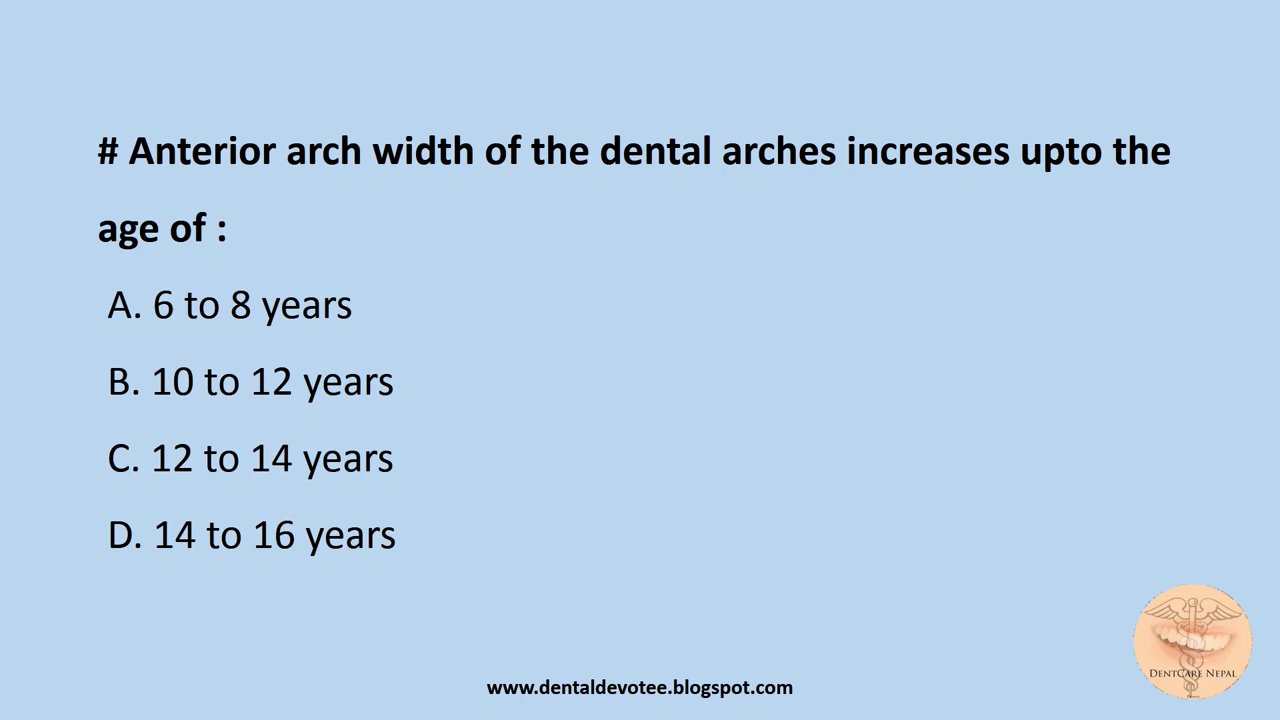 # Anterior arch width of the dental arches increases upto the
age of :
A. 6 to 8 years
B. 10 to 12 years
C. 12 to 14 years
D. 14 to 16 years
DentCare Nepal
www.dentaldevotee.blogspot.com